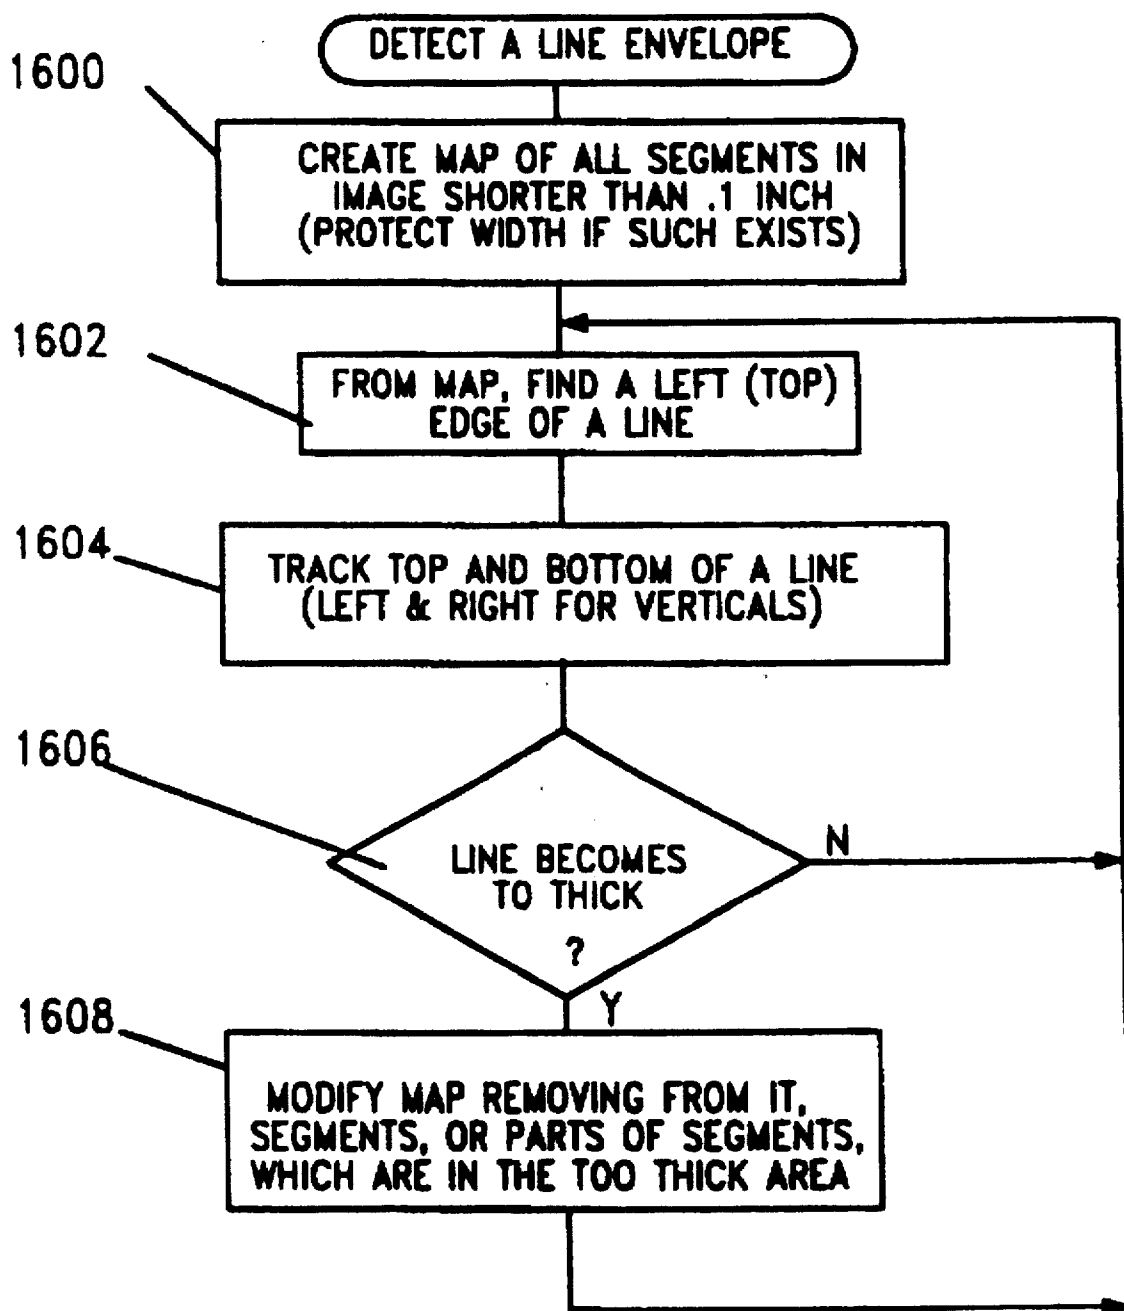 DETECT A LINE ENVELOPE
1600
CREATE MAP OF ALL SEGMENTS IN
IMAGE SHORTER THAN .1 INCH
(PROTECT WIDTH IF SUCH EXISTS)
1602
FROM MAP, FIND A LEFT (TOP)
EDGE OF A LINE
1604
TRACK TOP AND BOTTOM OF A LINE
(LEFT & RIGHT FOR VERTICALS)
1606
LINE BECOMES
TO THICK
?
N
Y
1608
MODIFY MAP REMOVING FROM IT,
SEGMENTS, OR PARTS OF SEGMENTS,
WHICH ARE IN THE TOO THICK AREA